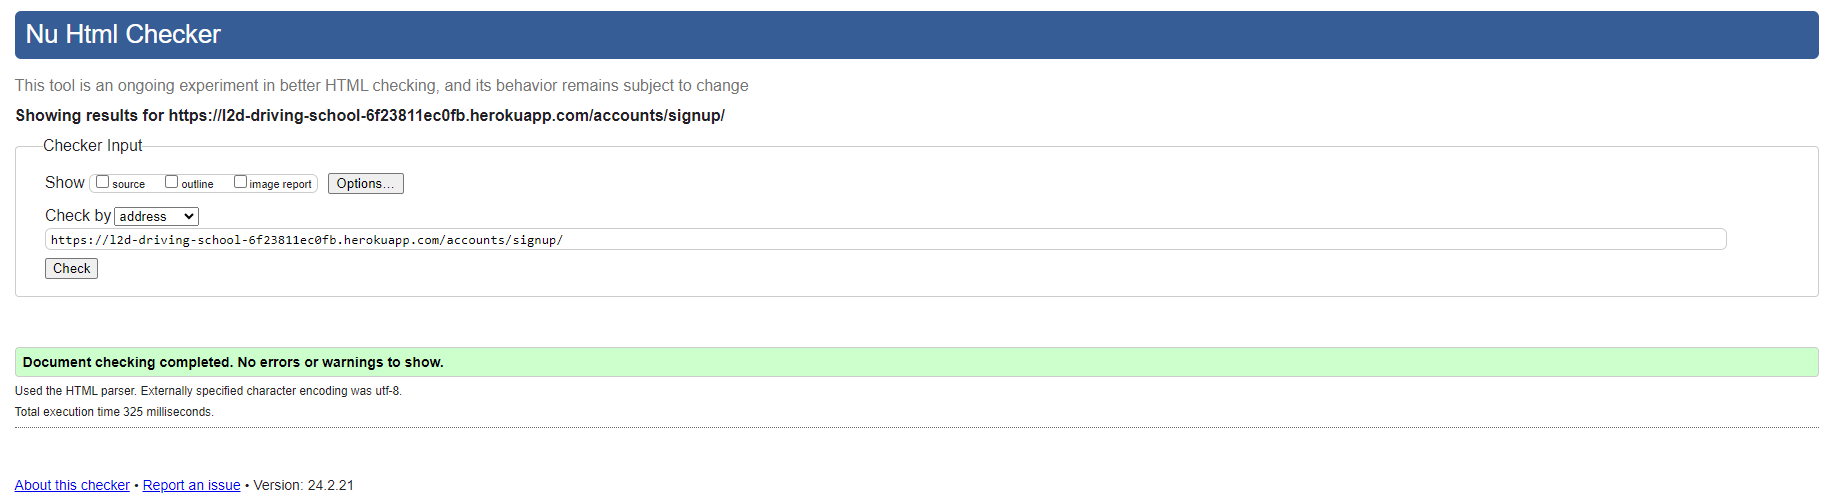 Nu Html Checker
This tool is an ongoing experiment in better HTML checking, and its behavior remains subject to change
Showing results for https://l2d-driving-school-6f23811ec0fb.herokuapp.com/accounts/signup/
Checker Input
Show source outline image report Options...
Check by address
https://l2d-driving-school-6f23811ec0fb.herokuapp.com/accounts/signup/
Check
Document checking completed. No errors or warnings to show.
Used the HTML parser. Externally specified character encoding was utf-8.
Total execution time 325 milliseconds.
About this checker • Report an issue • Version: 24.2.21